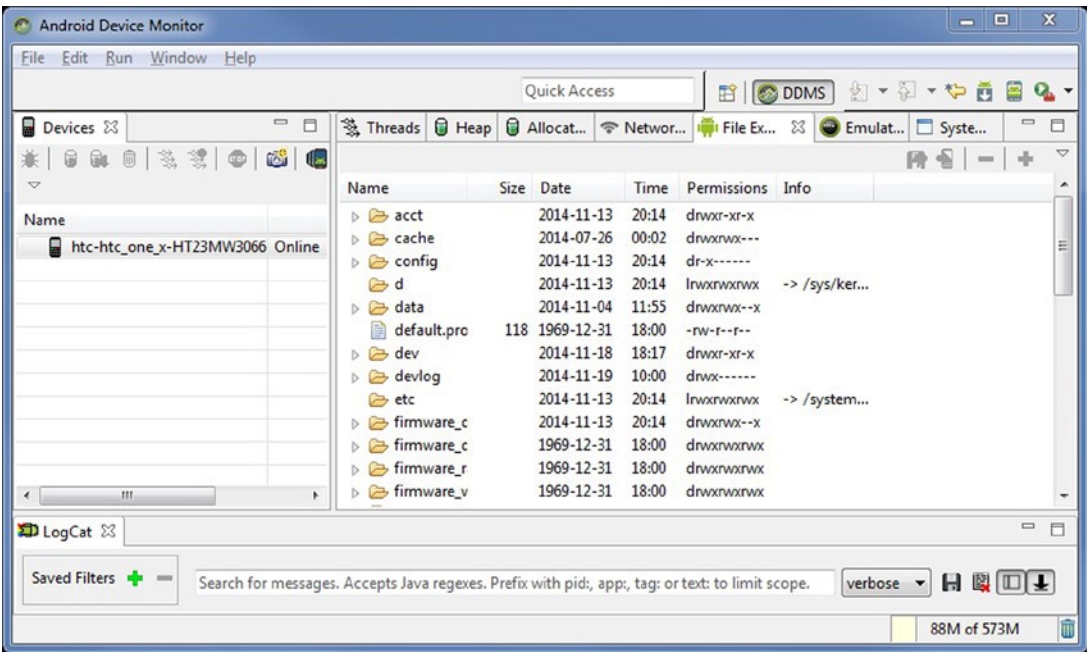 Android Device Monitor
File Edit Run Window Help
Quick Access DDMS
Devices
Threads Heap Allocat... Networ... File Ex... Emulat... Syste...
Name
htc-htc_one_x-HT23MW3066 Online
Name Size Date Time Permissions Info
acct 2014-11-13 20:14 drwxr-xr-x
cache 2014-07-26 00:02 drwxrwx---
config 2014-11-13 20:14 dr-x------
d 2014-11-13 20:14 lrwxrwxrwx -> /sys/ker...
data 2014-11-04 11:55 drwxrwx--x
default.pro 118 1969-12-31 18:00 -rw-r--r--
dev 2014-11-18 18:17 drwxr-xr-x
devlog 2014-11-19 10:00 drwx------
etc 2014-11-13 20:14 lrwxrwxrwx -> /system...
firmware_c 2014-11-13 20:14 drwxrwx--x
firmware_c 1969-12-31 18:00 drwxrwxrwx
firmware_r 1969-12-31 18:00 drwxrwxrwx
firmware_v 1969-12-31 18:00 drwxrwxrwx
LogCat
Saved Filters
Search for messages. Accepts Java regexes. Prefix with pid:, app:, tag: or text: to limit scope.
verbose
88M of 573M